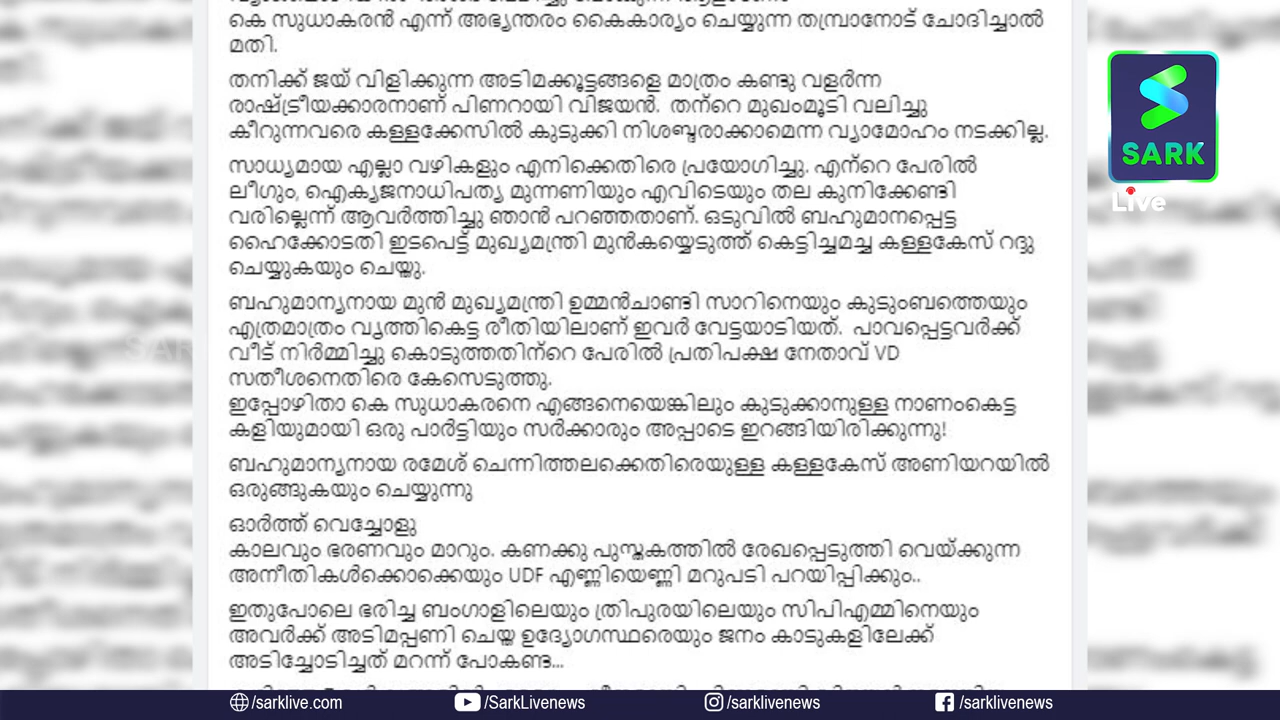 കെ സുധാകരൻ എന്ന് അഭ്യന്തരം കൈകാര്യം ചെയ്യുന്ന തമ്പ്രാനോട് ചോദിച്ചാൽ
മതി.
തനിക്ക് ജയ് വിളിക്കുന്ന അടിമക്കൂട്ടങ്ങളെ മാത്രം കണ്ടു വളർന്ന
രാഷ്ട്രീയക്കാരനാണ് പിണറായി വിജയൻ. തന്റെ മുഖംമൂടി വലിച്ചു
കീറുന്നവരെ കള്ളക്കേസിൽ കുടുക്കി നിശബ്ദരാക്കാമെന്ന വ്യാമോഹം നടക്കില്ല.
സാധ്യമായ എല്ലാ വഴികളും എനിക്കെതിരെ പ്രയോഗിച്ചു. എന്റെ പേരിൽ
ലീഗും, ഐക്യജനാധിപത്യ മുന്നണിയും എവിടെയും തല കുനിക്കേണ്ടി
വരില്ലെന്ന് ആവർത്തിച്ചു ഞാൻ പറഞ്ഞതാണ്. ഒടുവിൽ ബഹുമാനപ്പെട്ട
ഹൈക്കോടതി ഇടപെട്ട് മുഖ്യമന്ത്രി മുൻകയ്യെടുത്ത് കെട്ടിച്ചമച്ച കള്ളകേസ് റദ്ദു
ചെയ്യുകയും ചെയ്തു.
ബഹുമാന്യനായ മുൻ മുഖ്യമന്ത്രി ഉമ്മൻചാണ്ടി സാറിനെയും കുടുംബത്തെയും
എത്രമാത്രം വൃത്തികെട്ട രീതിയിലാണ് ഇവർ വേട്ടയാടിയത്. പാവപ്പെട്ടവർക്ക്
വീട് നിർമ്മിച്ചു കൊടുത്തതിന്റെ പേരിൽ പ്രതിപക്ഷ നേതാവ് VD
സതീശനെതിരെ കേസെടുത്തു.
ഇപ്പോഴിതാ കെ സുധാകരനെ എങ്ങനെയെങ്കിലും കുടുക്കാനുള്ള നാണംകെട്ട
കളിയുമായി ഒരു പാർട്ടിയും സർക്കാരും അപ്പാടെ ഇറങ്ങിയിരിക്കുന്നു!
ബഹുമാന്യനായ രമേശ് ചെന്നിത്തലക്കെതിരെയുള്ള കള്ളകേസ് അണിയറയിൽ
ഒരുങ്ങുകയും ചെയ്യുന്നു
ഓർത്ത് വെച്ചോളു
കാലവും ഭരണവും മാറും. കണക്കു പുസ്തകത്തിൽ രേഖപ്പെടുത്തി വെയ്ക്കുന്ന
അനീതികൾക്കൊക്കെയും UDF എണ്ണിയെണ്ണി മറുപടി പറയിപ്പിക്കും..
ഇതുപോലെ ഭരിച്ച ബംഗാളിലെയും ത്രിപുരയിലെയും സിപിഎമ്മിനെയും
അവർക്ക് അടിമപ്പണി ചെയ്ത ഉദ്യോഗസ്ഥരെയും ജനം കാടുകളിലേക്ക്
അടിച്ചോടിച്ചത് മറന്ന് പോകണ്ട...
SARK
Live
/sarklive.com
/SarkLivenews
/sarklivenews
/sarklivenews